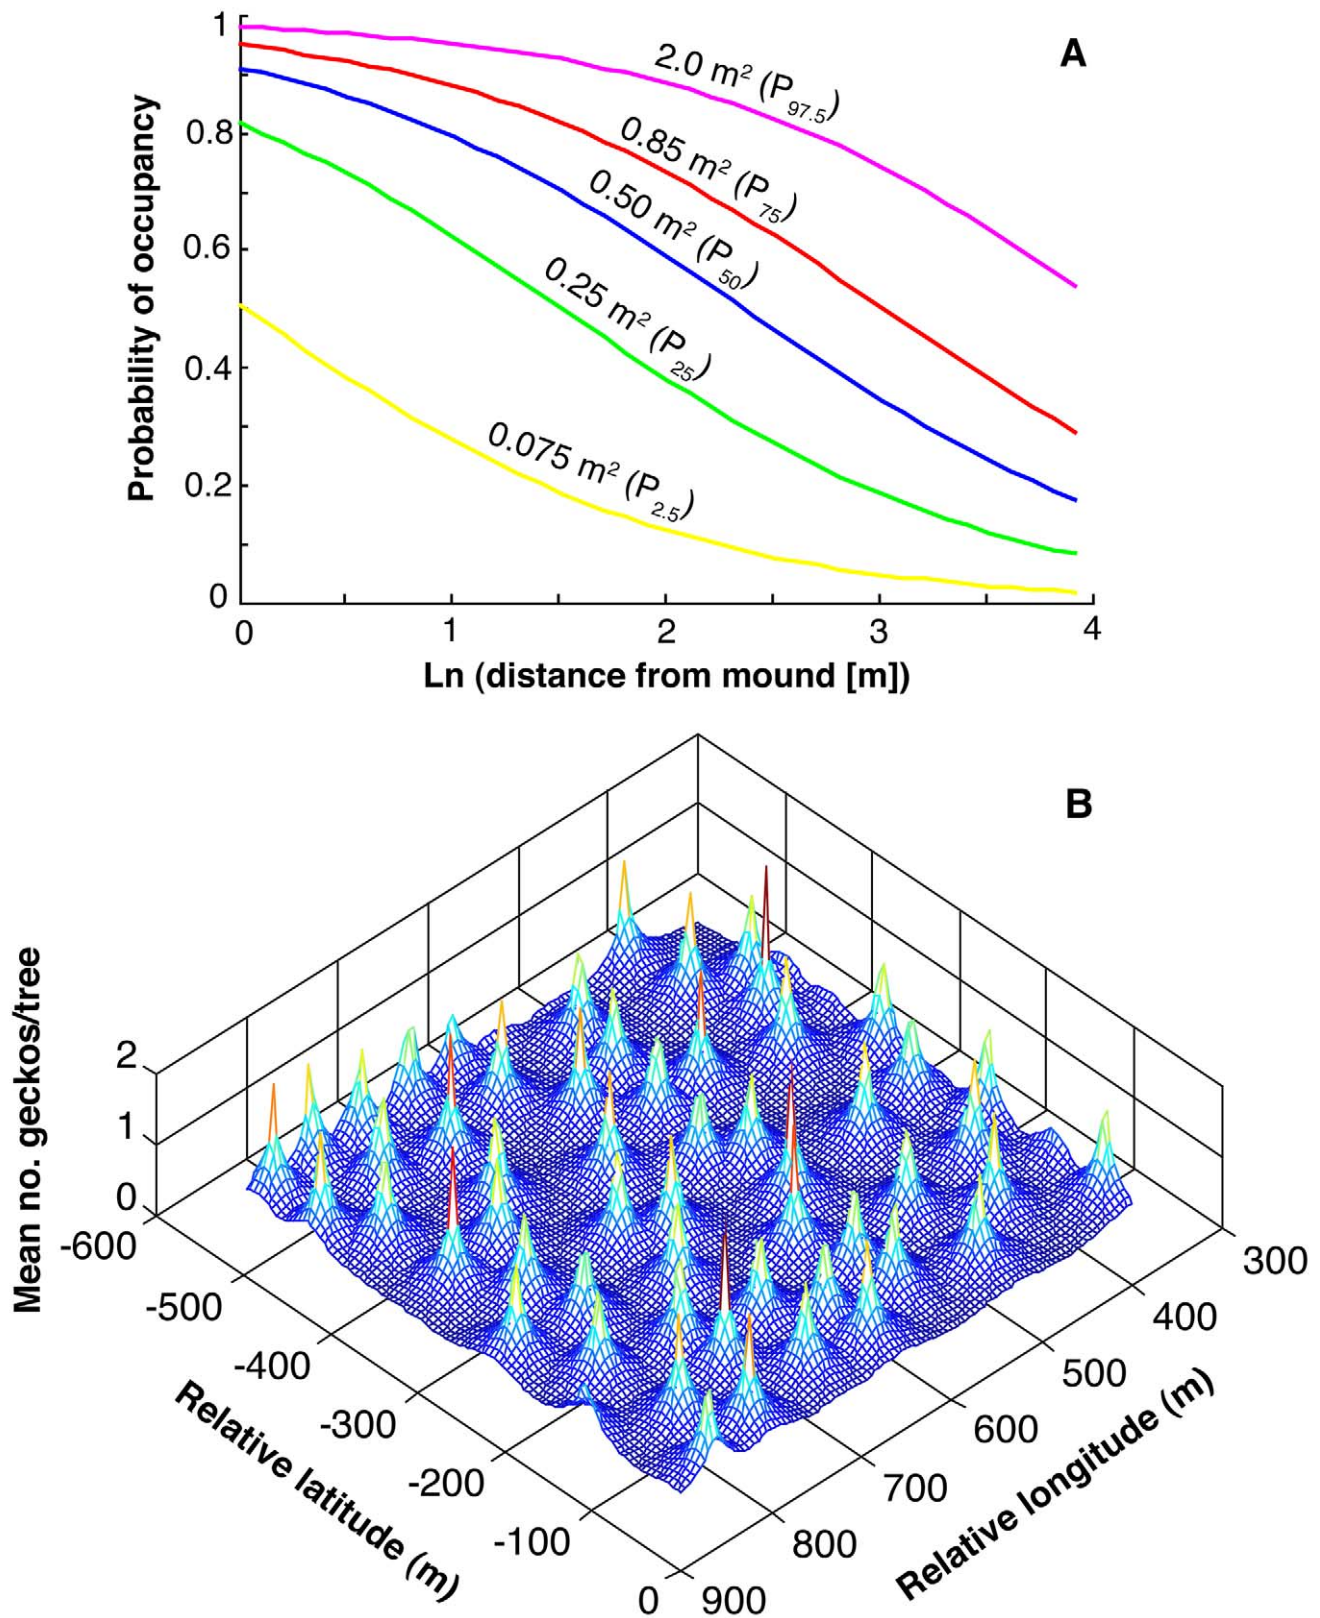 A
Probability of occupancy
1
0.8
0.6
0.4
0.2
0
2.0 m² (P97.5)
0.85 m² (P75)
0.50 m² (P50)
0.25 m² (P25)
0.075 m² (P2.5)
0 1 2 3 4
Ln (distance from mound [m])
B
Mean no. geckos/tree
2
1
0
-600
-500
-400
-300
-200
-100
0
Relative latitude (m)
300
400
500
600
700
800
900
Relative longitude (m)